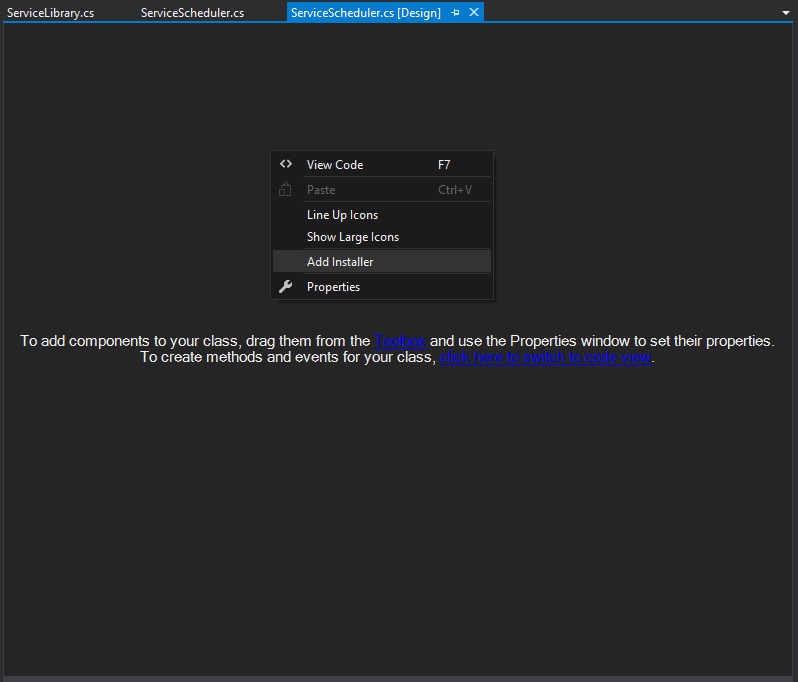 ServiceLibrary.cs ServiceScheduler.cs ServiceScheduler.cs [Design]
View Code F7
Paste Ctrl+V
Line Up Icons
Show Large Icons
Add Installer
Properties
To add components to your class, drag them from the Toolbox and use the Properties window to set their properties.
To create methods and events for your class, click here to switch to code view.